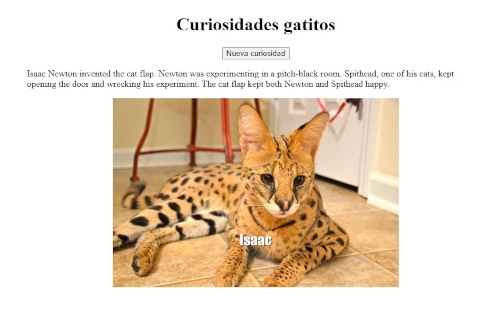 Curiosidades gatitos
Nueva curiosidad
Isaac Newton invented the cat flap. Newton was experimenting in a pitch-black room. Spithead, one of his cats, kept
opening the door and wrecking his experiment. The cat flap kept both Newton and Spithead happy.
Isaac